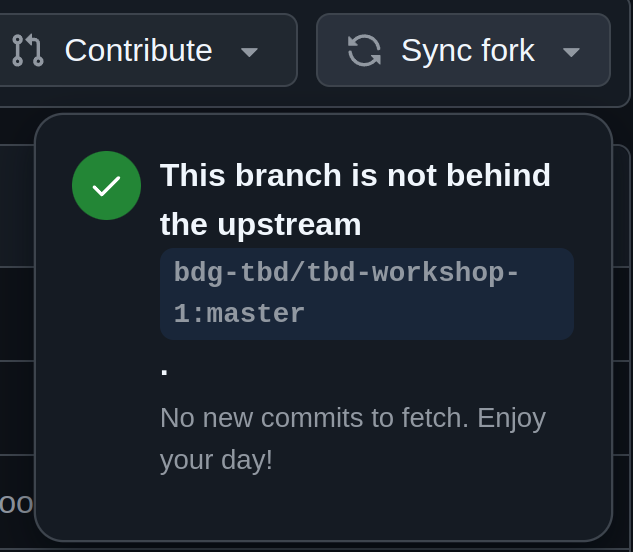 Contribute
Sync fork
This branch is not behind
the upstream
bdg-tbd/tbd-workshop-
1:master
.
No new commits to fetch. Enjoy
your day!
oo